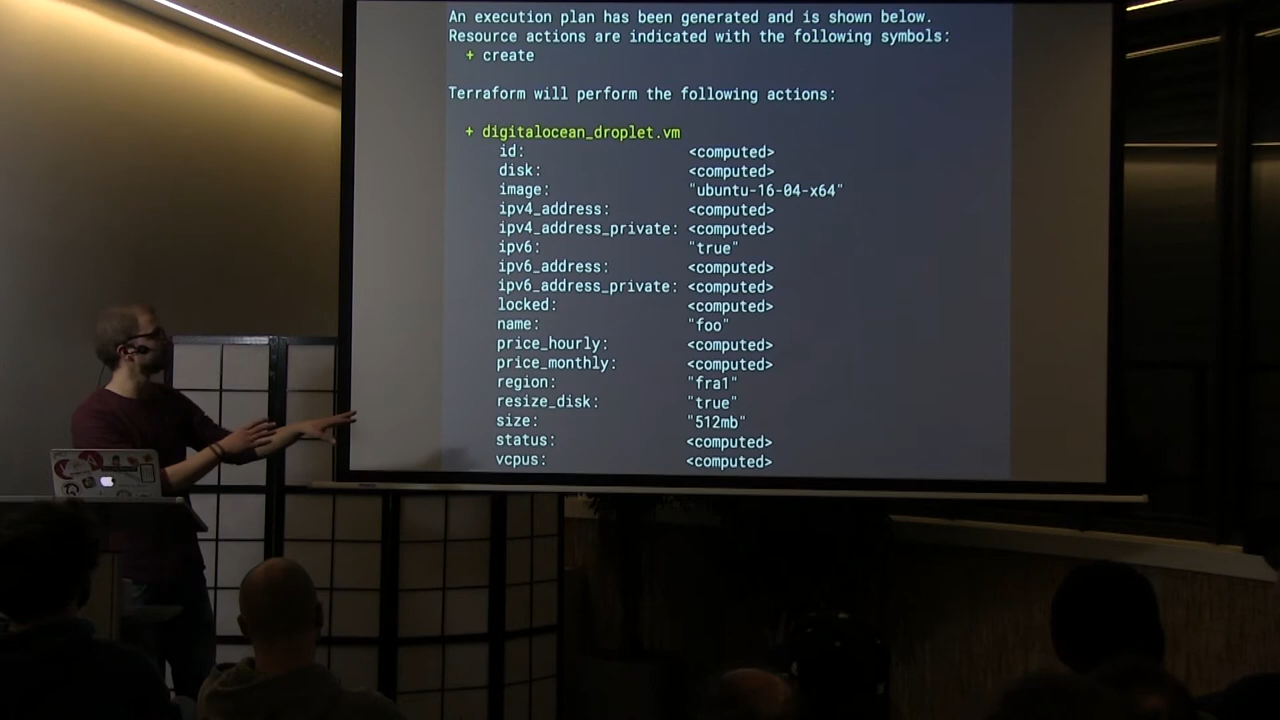 An execution plan has been generated and is shown below.
Resource actions are indicated with the following symbols:
+ create
Terraform will perform the following actions:
+ digitalocean_droplet.vm
id: <computed>
disk: <computed>
image: "ubuntu-16-04-x64"
ipv4_address: <computed>
ipv4_address_private: <computed>
ipv6: "true"
ipv6_address: <computed>
ipv6_address_private: <computed>
locked: <computed>
name: "foo"
price_hourly: <computed>
price_monthly: <computed>
region: "fra1"
resize_disk: "true"
size: "512mb"
status: <computed>
vcpus: <computed>